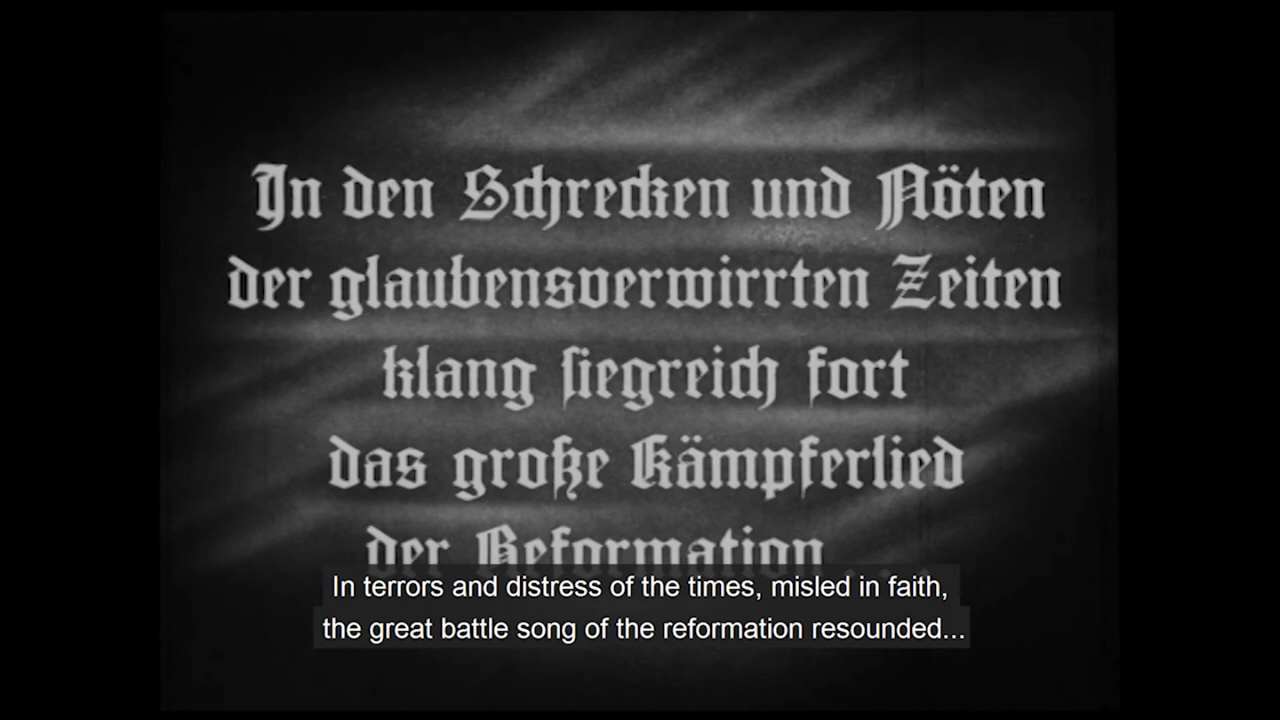 In den Schrecken und Nöten
der glaubensverwirrten Zeiten
klang siegreich fort
das große Kämpferlied
der Reformation ....
In terrors and distress of the times, misled in faith,
the great battle song of the reformation resounded...